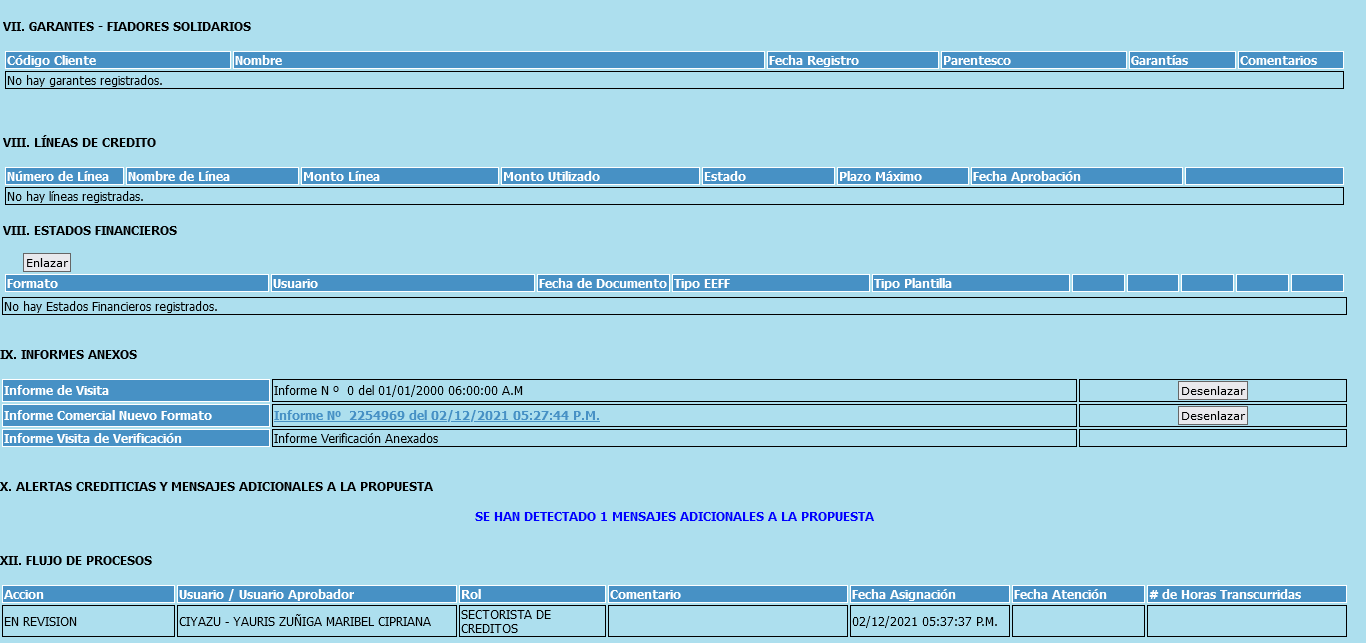 VII. GARANTES - FIADORES SOLIDARIOS
Código Cliente Nombre Fecha Registro Parentesco Garantías Comentarios
No hay garantes registrados.
VIII. LÍNEAS DE CREDITO
Número de Línea Nombre de Línea Monto Línea Monto Utilizado Estado Plazo Máximo Fecha Aprobación
No hay líneas registradas.
VIII. ESTADOS FINANCIEROS
Enlazar
Formato Usuario Fecha de Documento Tipo EEFF Tipo Plantilla
No hay Estados Financieros registrados.
IX. INFORMES ANEXOS
Informe de Visita Informe N º 0 del 01/01/2000 06:00:00 A.M Desenlazar
Informe Comercial Nuevo Formato Informe Nº 2254969 del 02/12/2021 05:27:44 P.M. Desenlazar
Informe Visita de Verificación Informe Verificación Anexados
X. ALERTAS CREDITICIAS Y MENSAJES ADICIONALES A LA PROPUESTA
SE HAN DETECTADO 1 MENSAJES ADICIONALES A LA PROPUESTA
XII. FLUJO DE PROCESOS
Accion Usuario / Usuario Aprobador Rol Comentario Fecha Asignación Fecha Atención # de Horas Transcurridas
EN REVISION CIYAZU - YAURIS ZUÑIGA MARIBEL CIPRIANA SECTORISTA DE CREDITOS 02/12/2021 05:37:37 P.M.